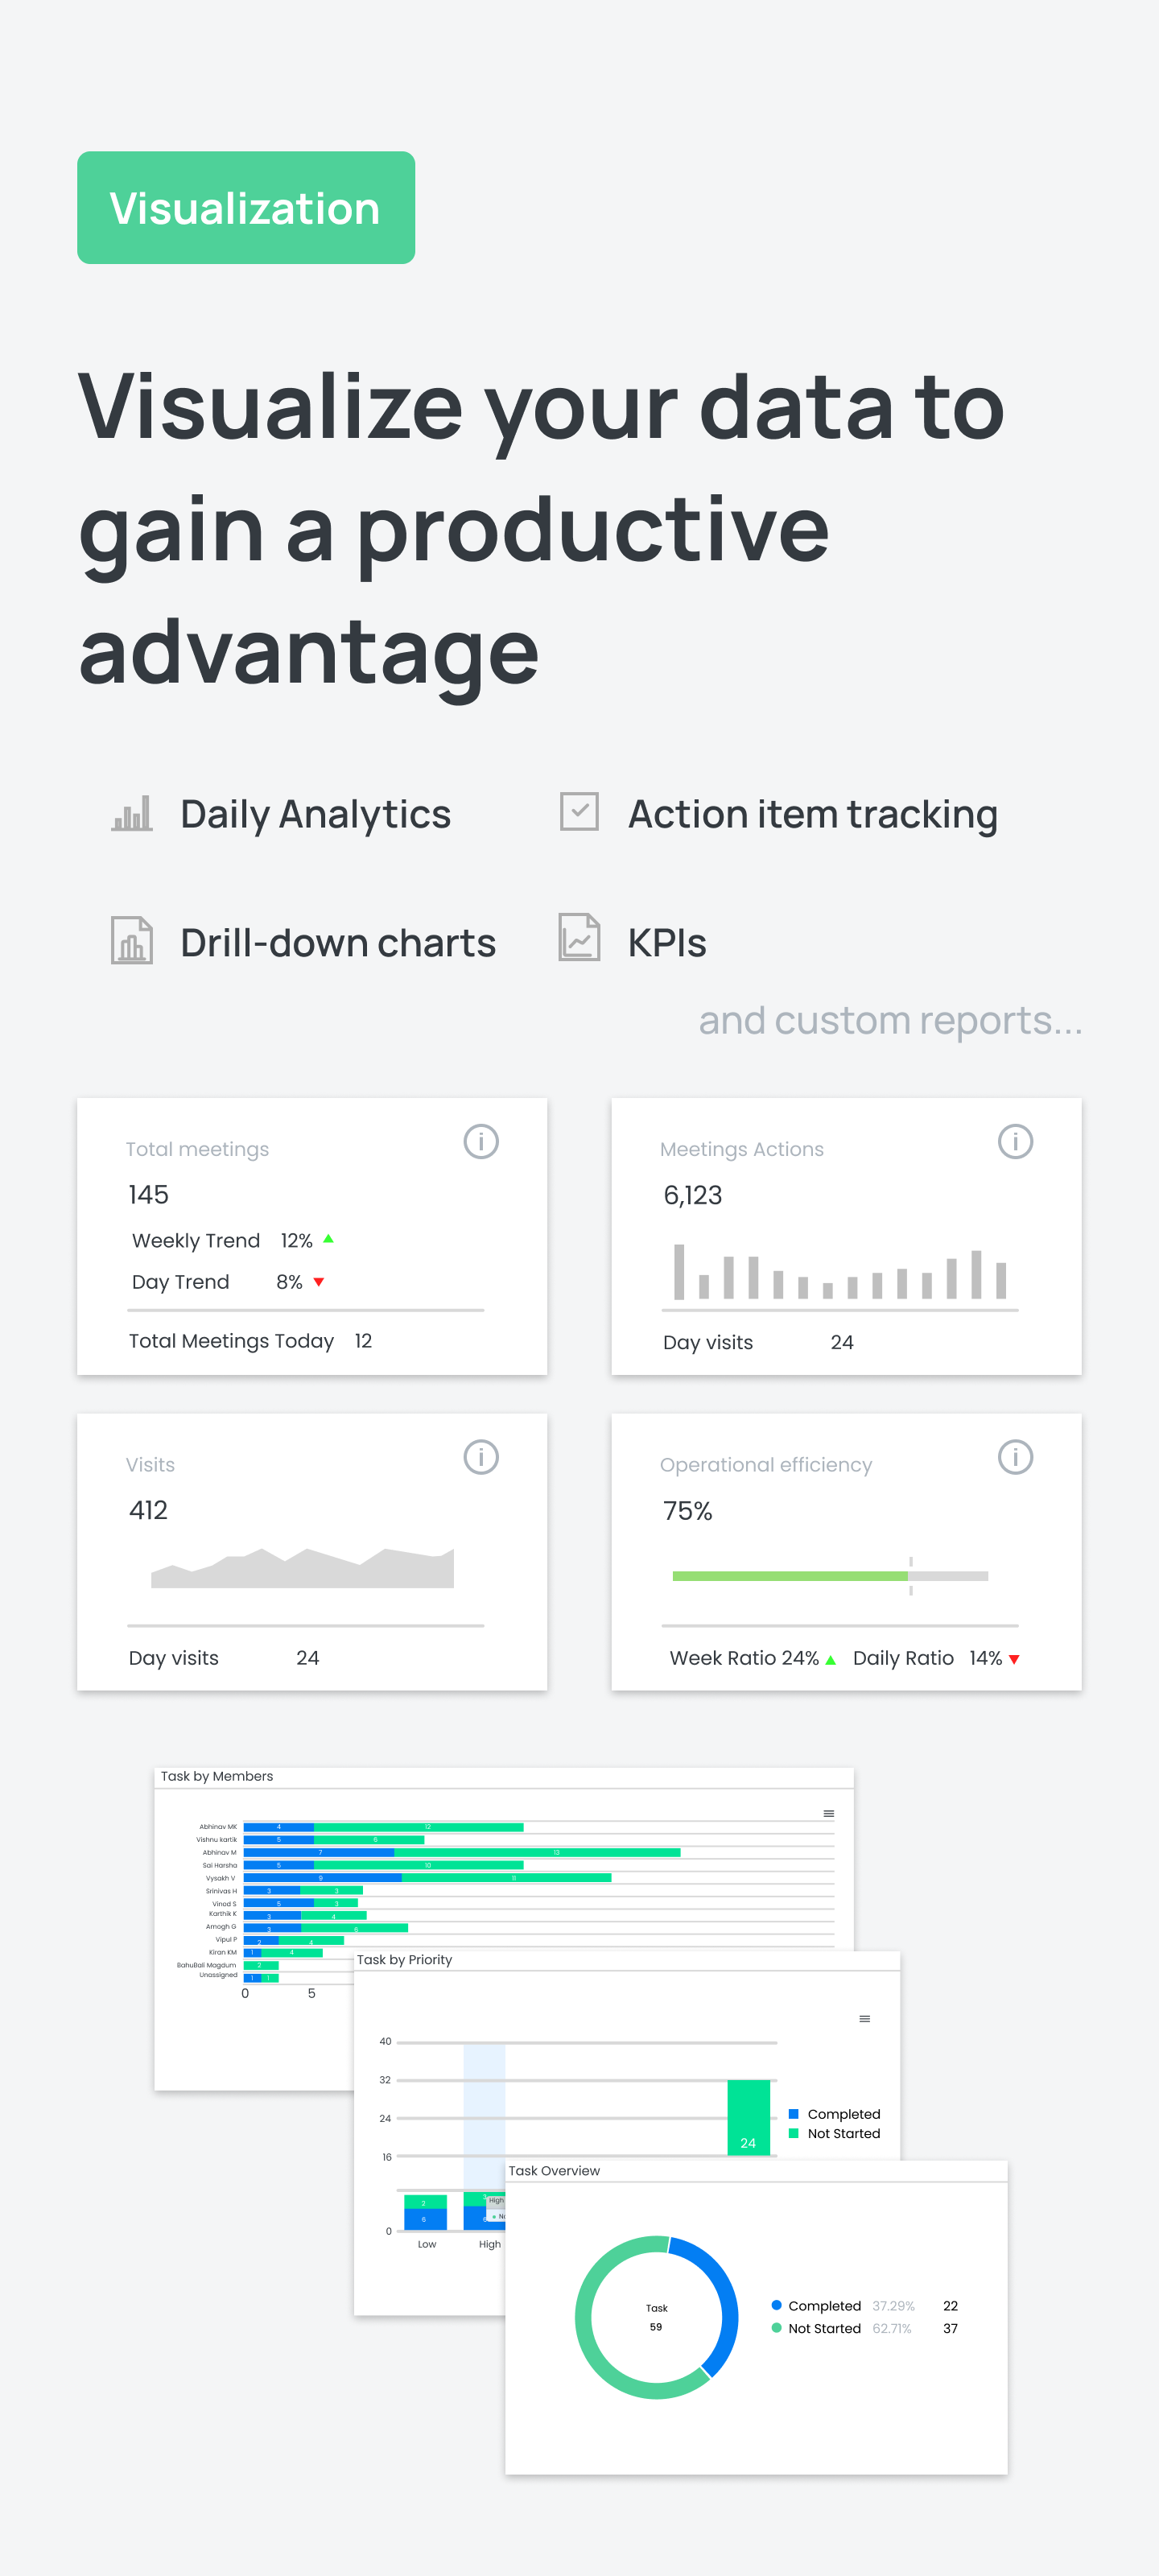 Visualization
Visualize your data to
gain a productive
advantage
Daily Analytics
Action item tracking
Drill-down charts
KPIs
and custom reports...
Total meetings
145
Weekly Trend 12%
Day Trend 8%
Total Meetings Today 12
Meetings Actions
6,123
Day visits 24
Visits
412
Day visits 24
Operational efficiency
75%
Week Ratio 24% Daily Ratio 14%
Task by Members
Abhinav MK 4 12
Vishnu kartik 5 6
Abhinav M 7 13
Sai Harsha 5 10
Vysakh V 9 11
Srinivas H 3 3
Vinod S 5 3
Karthik K 3 4
Amogh G 3 6
Vipul P 2 4
Kiran KM 1 4
BahuBali Magdum 2
Unassigned 1 1
0 5
Task by Priority
40
32
24
16
0
24
Completed
Not Started
2
6
High
Low
High
Task Overview
Task
59
Completed 37.29% 22
Not Started 62.71% 37